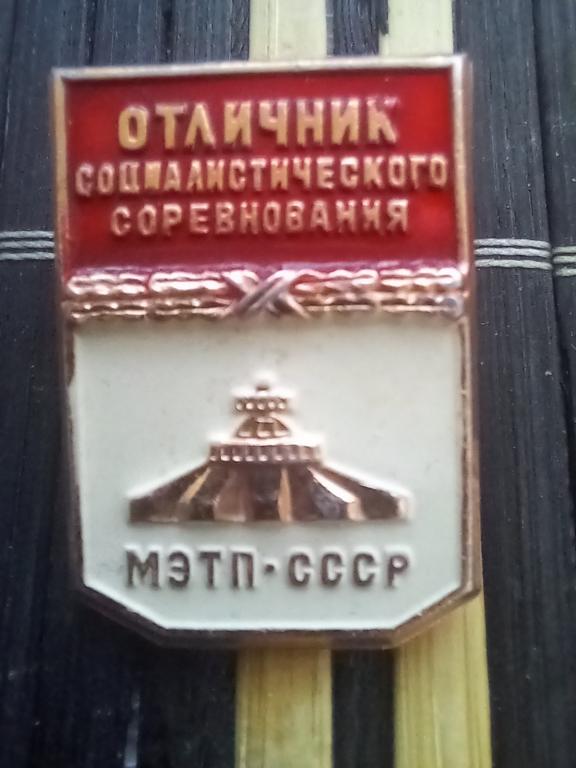 ОТЛИЧНИК
СОЦИАЛИСТИЧЕСКОГО
СОРЕВНОВАНИЯ
МЭТП·СССР